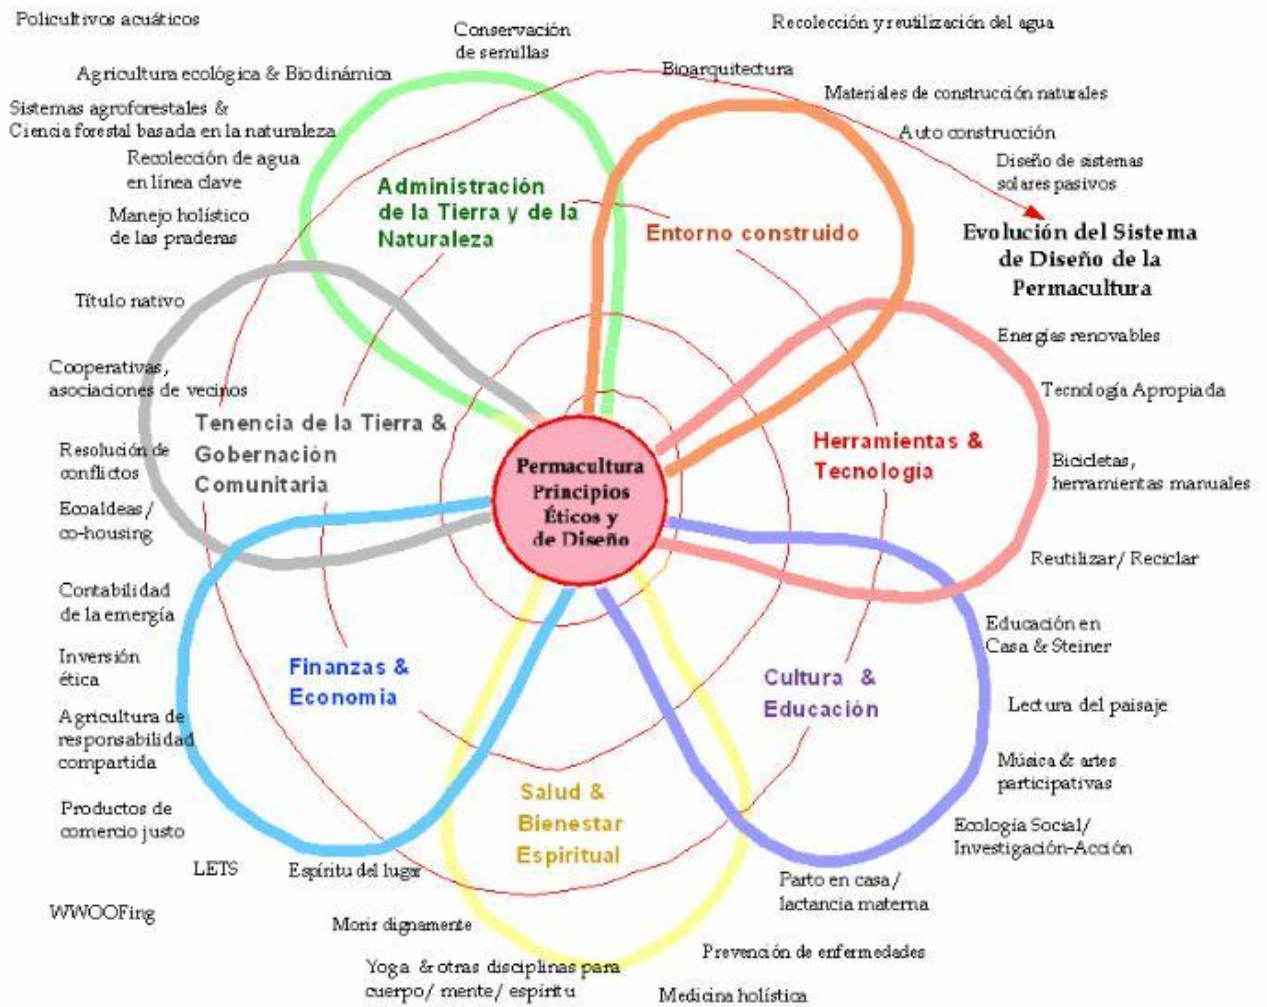 Policultivos acuáticos
Conservación
de semillas
Recolección y reutilización del agua
Agricultura ecológica & Biodinámica
Bioarquitectura
Materiales de construcción naturales
Sistemas agroforestales &
Ciencia forestal basada en la naturaleza
Auto construcción
Recolección de agua
en línea clave
Diseño de sistemas
solares pasivos
Manejo holístico
de las praderas
Administración
de la Tierra y de la
Naturaleza
Entorno construido
Evolución del Sistema
de Diseño de la
Permacultura
Título nativo
Energías renovables
Cooperativas,
asociaciones de vecinos
Tecnología Apropiada
Tenencia de la Tierra &
Gobernación
Comunitaria
Herramientas &
Tecnología
Resolución de
conflictos
Bicicletas,
herramientas manuales
Permacultura
Principios
Éticos y
de Diseño
Ecoaldeas/
co-housing
Reutilizar/ Reciclar
Contabilidad
de la emergía
Educación en
Casa & Steiner
Inversión
ética
Finanzas &
Economia
Cultura &
Educación
Lectura del paisaje
Agricultura de
responsabilidad
compartida
Música & artes
participativas
Productos de
comercio justo
Salud &
Bienestar
Espiritual
Ecología Social/
Investigación-Acción
LETS
Espíritu del lugar
Parto en casa/
lactancia materna
WWOOFing
Morir dignamente
Prevención de enfermedades
Yoga & otras disciplinas para
cuerpo/ mente/ espíritu
Medicina holística